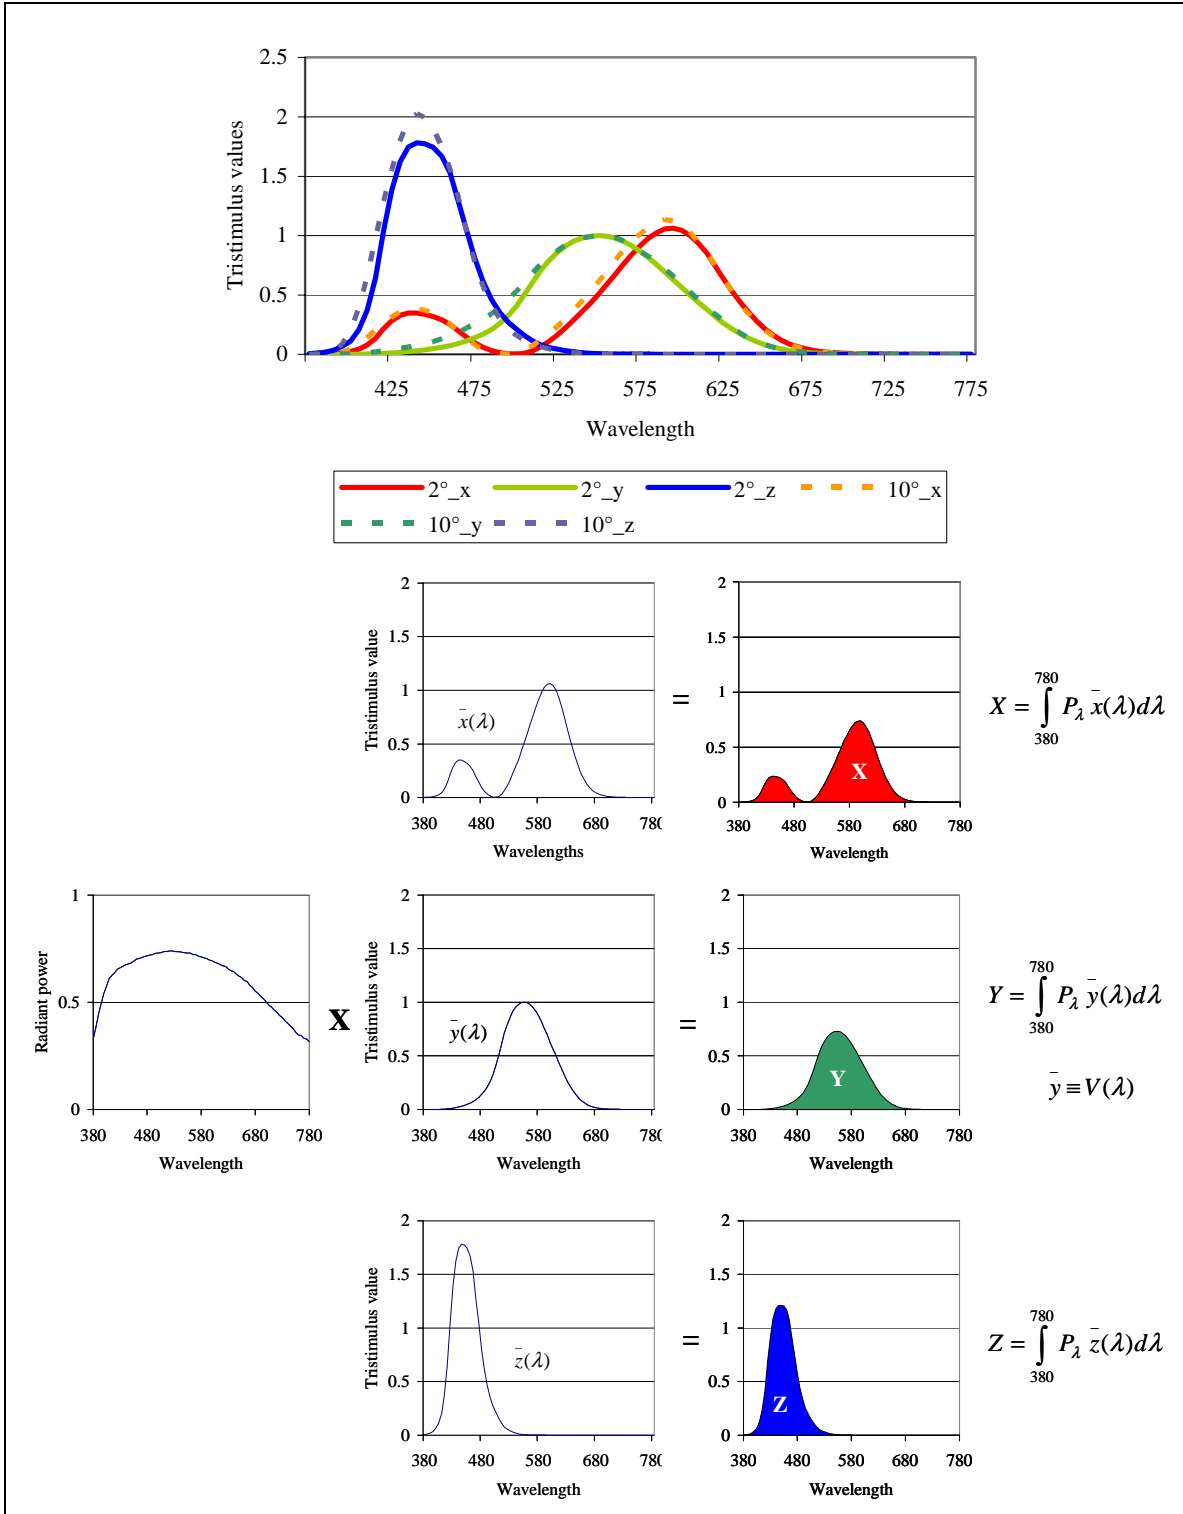 2.5
2
1.5
1
0.5
0
Tristimulus values
425 475 525 575 625 675 725 775
Wavelength
2°_x 2°_y 2°_z 10°_x
10°_y 10°_z
2
1.5
1
0.5
0
Tristimulus value
x̄(λ)
380 480 580 680 780
Wavelengths
=
2
1.5
1
0.5
0
X
380 480 580 680 780
Wavelength
X = ∫₃₈₀⁷⁸⁰ P_λ x̄(λ)dλ
1
0.5
0
Radiant power
380 480 580 680 780
Wavelength
X
2
1.5
1
0.5
0
Tristimulus value
ȳ(λ)
380 480 580 680 780
Wavelength
=
2
1.5
1
0.5
0
Y
380 480 580 680 780
Wavelength
Y = ∫₃₈₀⁷⁸⁰ P_λ ȳ(λ)dλ
ȳ ≡ V(λ)
2
1.5
1
0.5
0
Tristimulus value
z̄(λ)
380 480 580 680 780
Wavelength
=
2
1.5
1
0.5
0
Z
380 480 580 680 780
Wavelength
Z = ∫₃₈₀⁷⁸⁰ P_λ z̄(λ)dλ